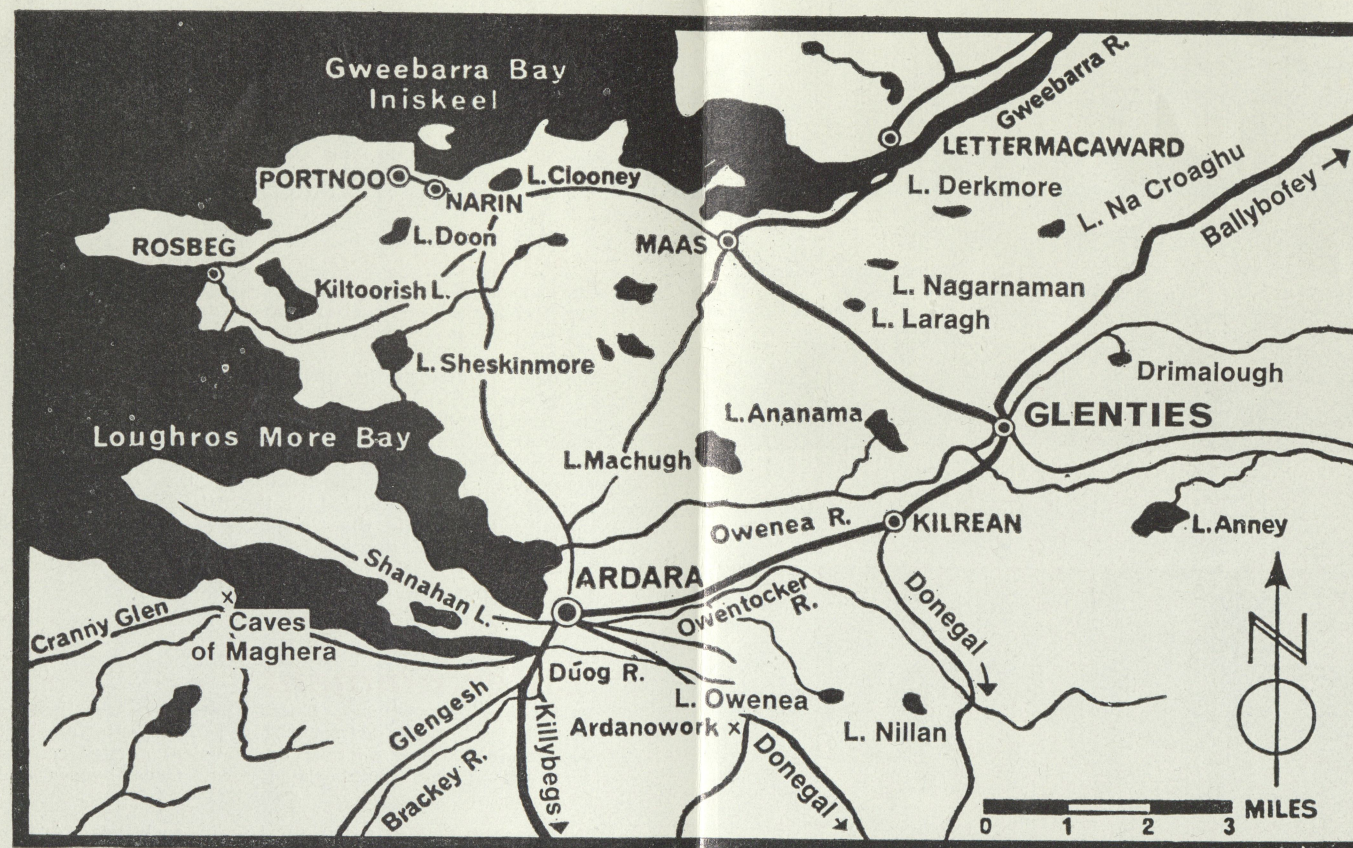 Gweebarra Bay
Iniskeel
Gweebarra R.
LETTERMACAWARD
PORTNOO
NARIN
L.Clooney
L. Derkmore
L. Na Croaghu
Ballybofey
ROSBEG
L.Doon
MAAS
Kiltoorish L.
L. Nagarnaman
L. Laragh
L.Sheskinmore
Drimalough
L.Ananama
GLENTIES
Loughros More Bay
L.Machugh
Owenea R.
KILREAN
L.Anney
Shanahan L.
ARDARA
Owentocker
R.
Donegal
Cranny Glen
x
Caves
of Maghera
N
Dúog R.
L. Owenea
Glengesh
Killybegs
Ardanowork x
L. Nillan
Brackey R.
Donegal
MILES
0 1 2 3